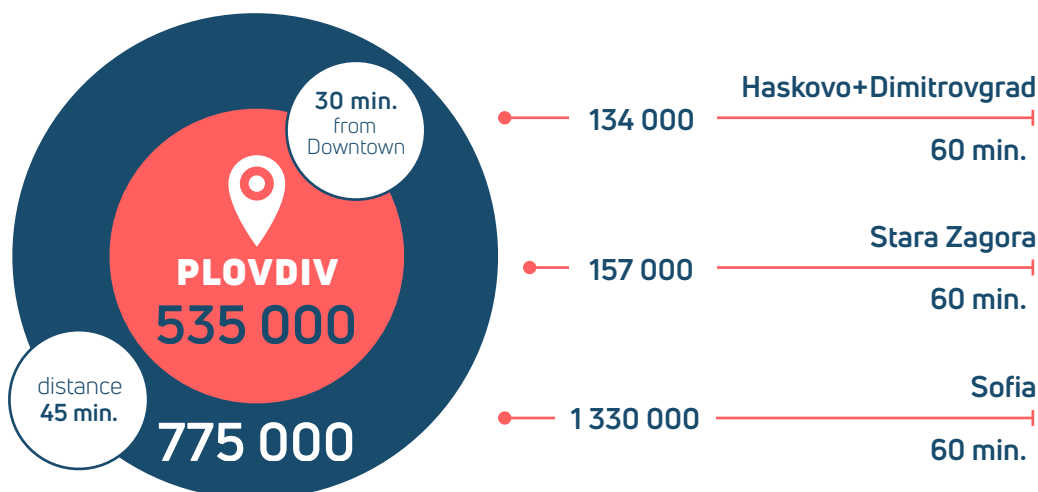 30 min.
from
Downtown
PLOVDIV
535 000
distance
45 min.
775 000
Haskovo+Dimitrovgrad
134 000
60 min.
Stara Zagora
157 000
60 min.
Sofia
1 330 000
60 min.